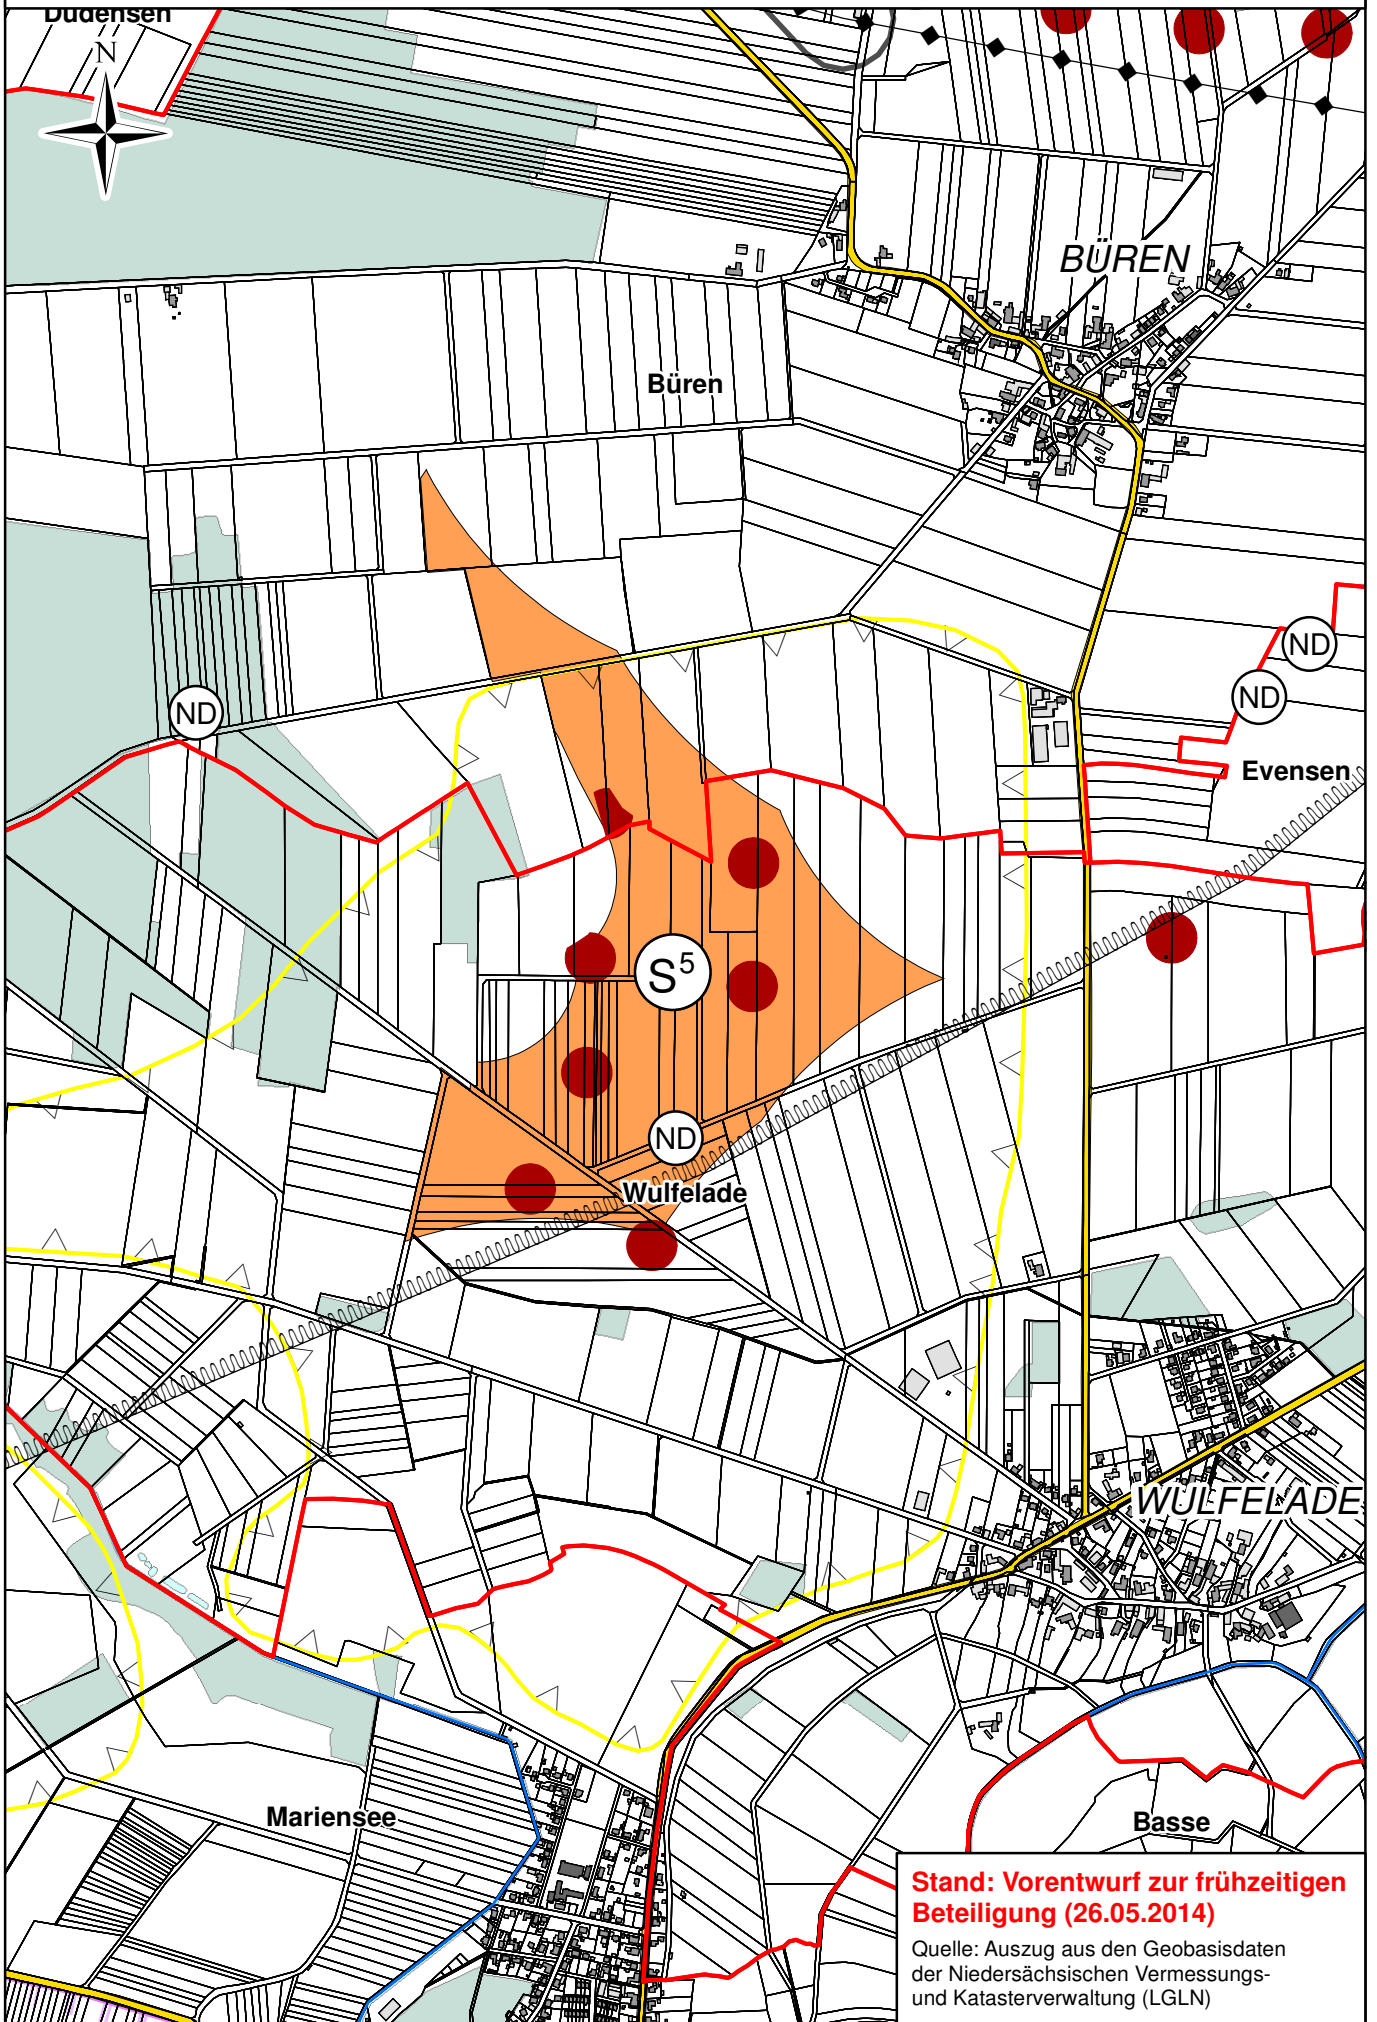 Dudensen
N
BÜREN
Büren
ND
ND
ND
Evensen
S5
ND
Wulfelade
WULFELADE
Mariensee
Basse
Stand: Vorentwurf zur frühzeitigen
Beteiligung (26.05.2014)
Quelle: Auszug aus den Geobasisdaten
der Niedersächsischen Vermessungs-
und Katasterverwaltung (LGLN)